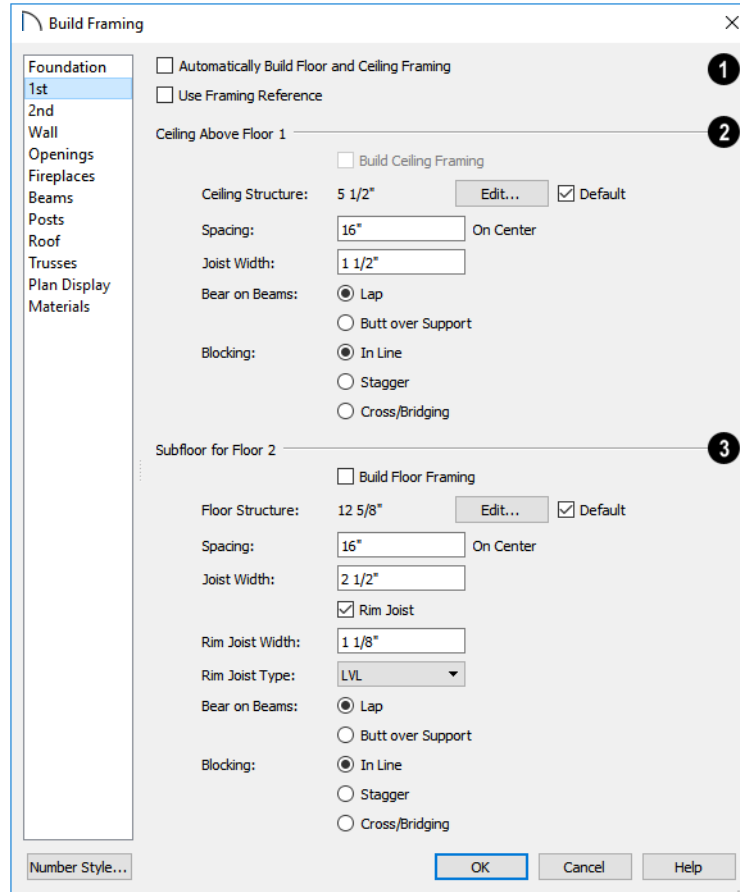 Build Framing
Foundation
1st
2nd
Wall
Openings
Fireplaces
Beams
Posts
Roof
Trusses
Plan Display
Materials
Automatically Build Floor and Ceiling Framing
1
Use Framing Reference
Ceiling Above Floor 1
2
Build Ceiling Framing
Ceiling Structure: 5 1/2" Edit... Default
Spacing: 16" On Center
Joist Width: 1 1/2"
Bear on Beams: Lap
Butt over Support
Blocking: In Line
Stagger
Cross/Bridging
Subfloor for Floor 2
3
Build Floor Framing
Floor Structure: 12 5/8" Edit... Default
Spacing: 16" On Center
Joist Width: 2 1/2"
Rim Joist
Rim Joist Width: 1 1/8"
Rim Joist Type: LVL
Bear on Beams: Lap
Butt over Support
Blocking: In Line
Stagger
Cross/Bridging
Number Style... OK Cancel Help